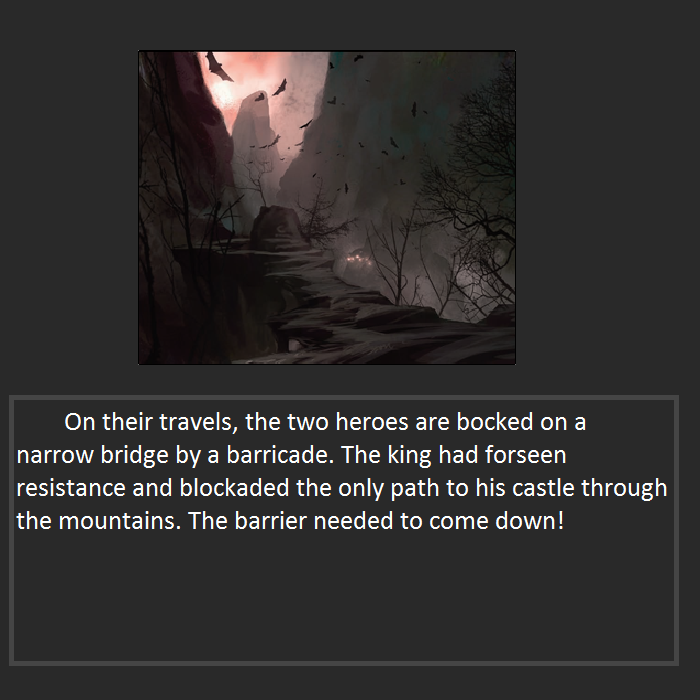 On their travels, the two heroes are bocked on a
narrow bridge by a barricade. The king had forseen
resistance and blockaded the only path to his castle through
the mountains. The barrier needed to come down!